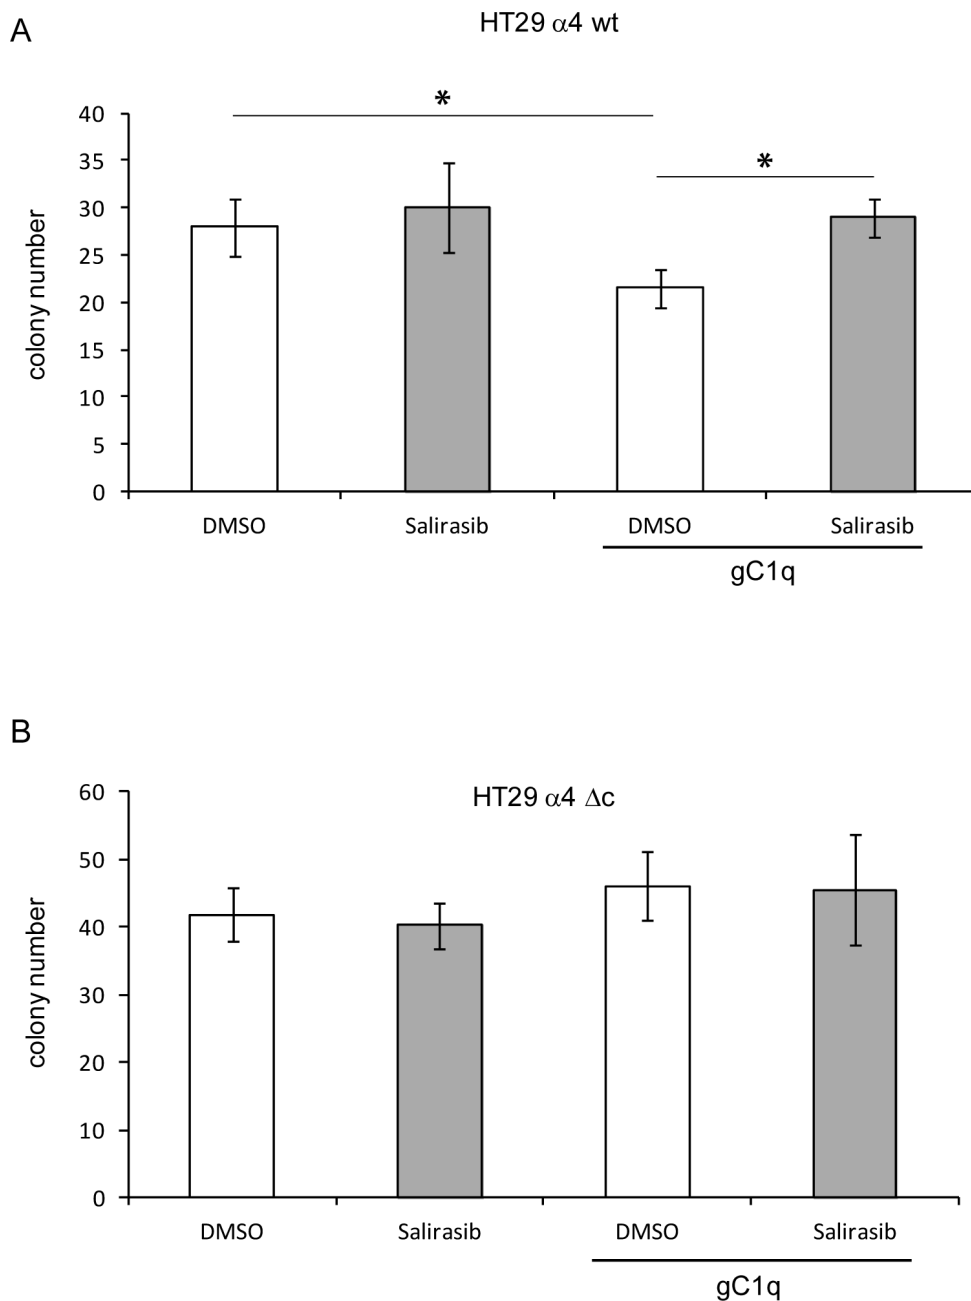 A
HT29 α4 wt
*
*
40
35
30
25
20
15
10
5
0
colony number
DMSO Salirasib DMSO Salirasib
gC1q
B
HT29 α4 Δc
60
50
40
30
20
10
0
colony number
DMSO Salirasib DMSO Salirasib
gC1q